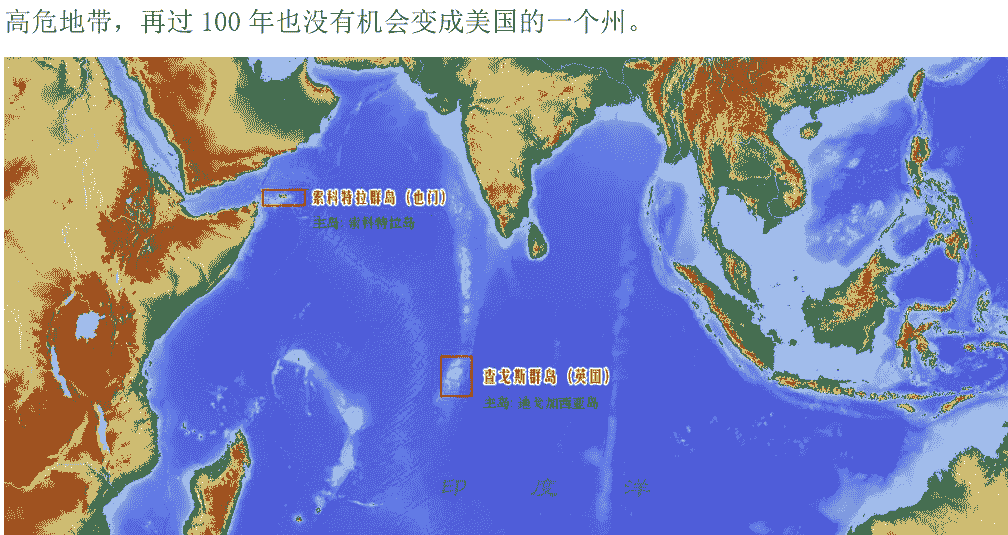 高危地带，再过 100 年也没有机会变成美国的一个州。
索科特拉群岛（也门）
主岛 索科特拉岛
查戈斯群岛（英国）
主岛 迪戈加西亚岛
印 度 洋